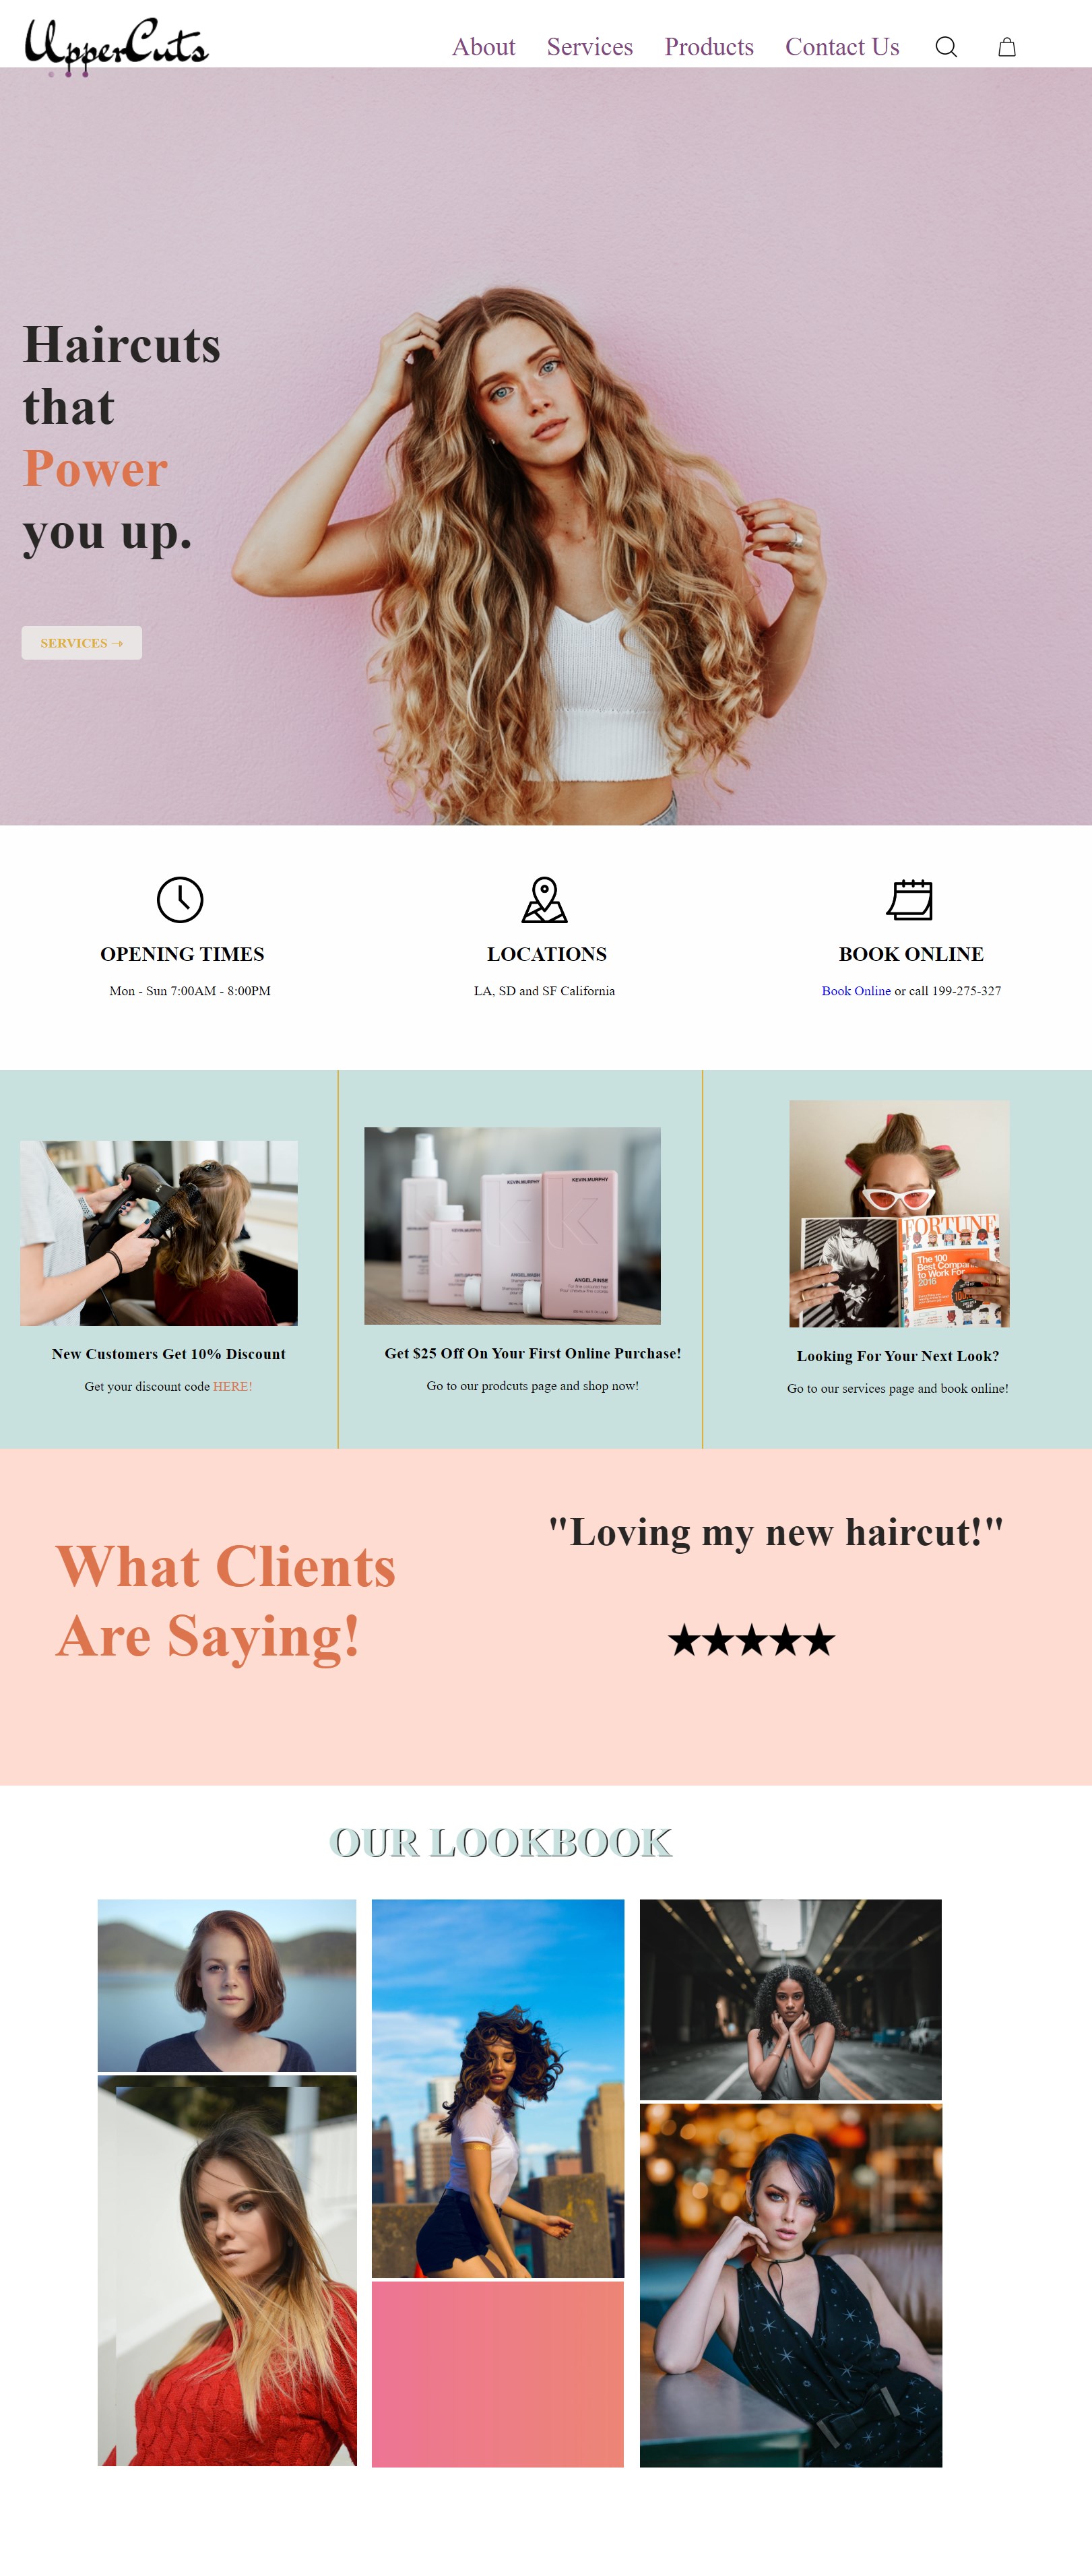 UpperCuts
About Services Products Contact Us
Haircuts
that
Power
you up.
SERVICES →
OPENING TIMES
Mon - Sun 7:00AM - 8:00PM
LOCATIONS
LA, SD and SF California
BOOK ONLINE
Book Online or call 199-275-327
New Customers Get 10% Discount
Get your discount code HERE!
KEVIN.MURPHY
KEVIN.MURPHY
ANGEL.WASH
ANGEL.RINSE
Get $25 Off On Your First Online Purchase!
Go to our prodcuts page and shop now!
FORTUNE
The 100
Best Compan
to Work For
2016
Looking For Your Next Look?
Go to our services page and book online!
What Clients
Are Saying!
"Loving my new haircut!"
★★★★★
OUR LOOKBOOK